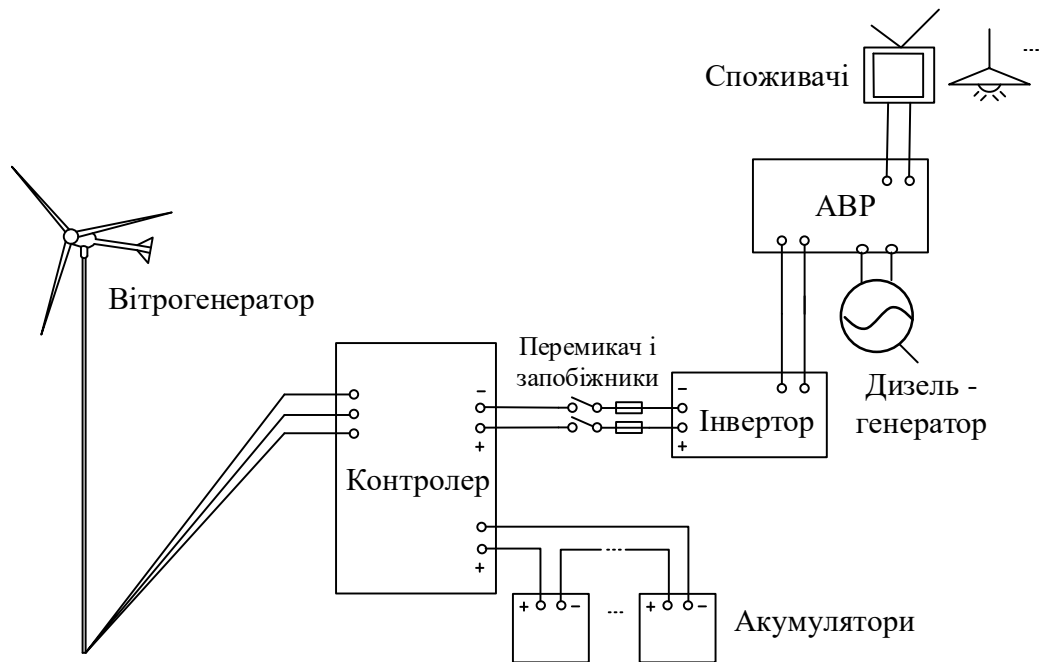 Споживачі
АВР
Вітрогенератор
Перемикач і
запобіжники
Дизель -
генератор
Інвертор
Контролер
Акумулятори